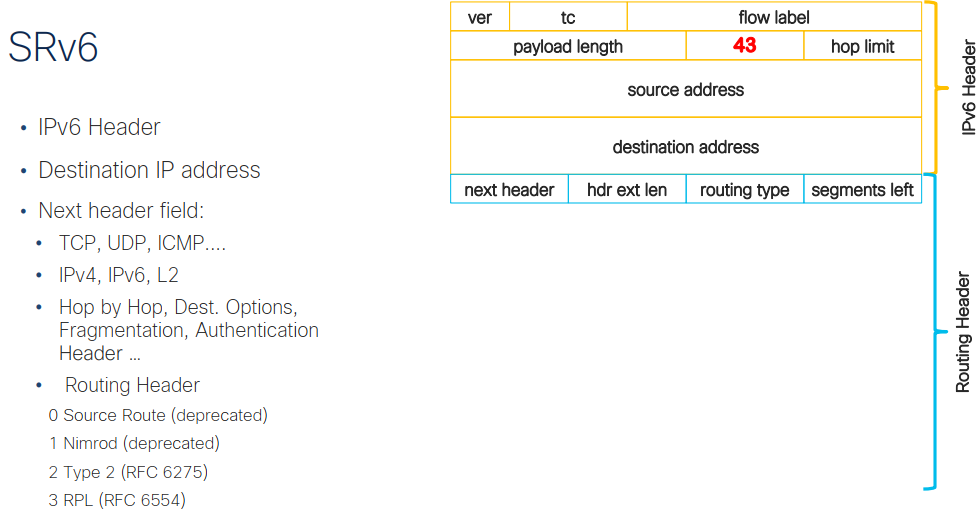 SRv6
• IPv6 Header
• Destination IP address
• Next header field:
• TCP, UDP, ICMP....
• IPv4, IPv6, L2
• Hop by Hop, Dest. Options,
Fragmentation, Authentication
Header ...
• Routing Header
0 Source Route (deprecated)
1 Nimrod (deprecated)
2 Type 2 (RFC 6275)
3 RPL (RFC 6554)
ver tc flow label
payload length 43 hop limit
source address
destination address
next header hdr ext len routing type segments left
IPv6 Header
Routing Header